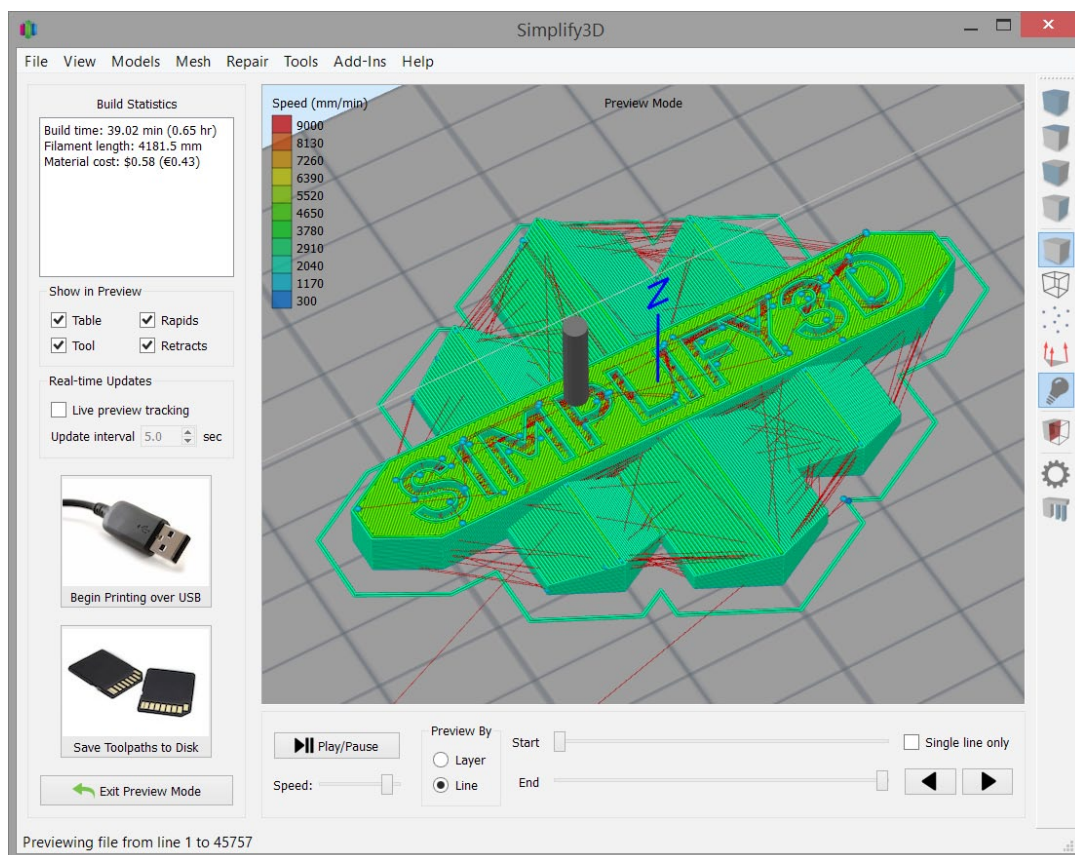 Simplify3D
File View Models Mesh Repair Tools Add-Ins Help
Build Statistics
Build time: 39.02 min (0.65 hr)
Filament length: 4181.5 mm
Material cost: $0.58 (€0.43)
Show in Preview
Table Rapids
Tool Retracts
Real-time Updates
Live preview tracking
Update interval 5.0 sec
Begin Printing over USB
Save Toolpaths to Disk
Exit Preview Mode
Speed (mm/min)
9000
8130
7260
6390
5520
4650
3780
2910
2040
1170
300
Preview Mode
Z
SIMPLIFY3D
Play/Pause
Speed:
Preview By
Layer
Line
Start
End
Single line only
Previewing file from line 1 to 45757